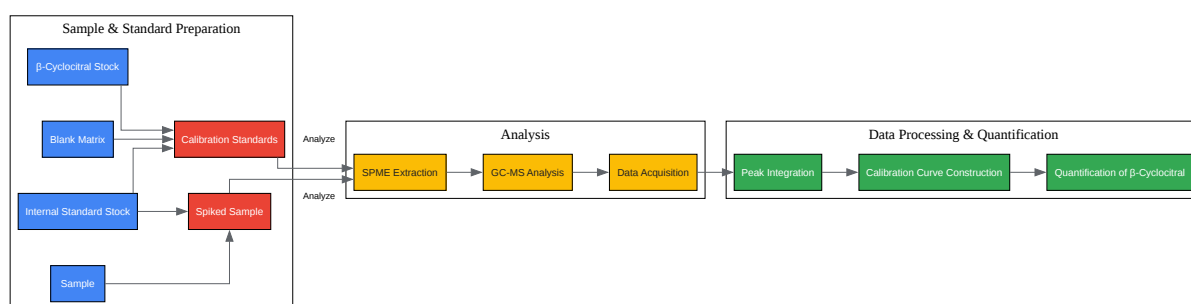 Sample & Standard Preparation
β-Cyclocitral Stock
Blank Matrix
Calibration Standards
Internal Standard Stock
Spiked Sample
Sample
Analyze
Analyze
Analysis
SPME Extraction
GC-MS Analysis
Data Acquisition
Data Processing & Quantification
Peak Integration
Calibration Curve Construction
Quantification of β-Cyclocitral